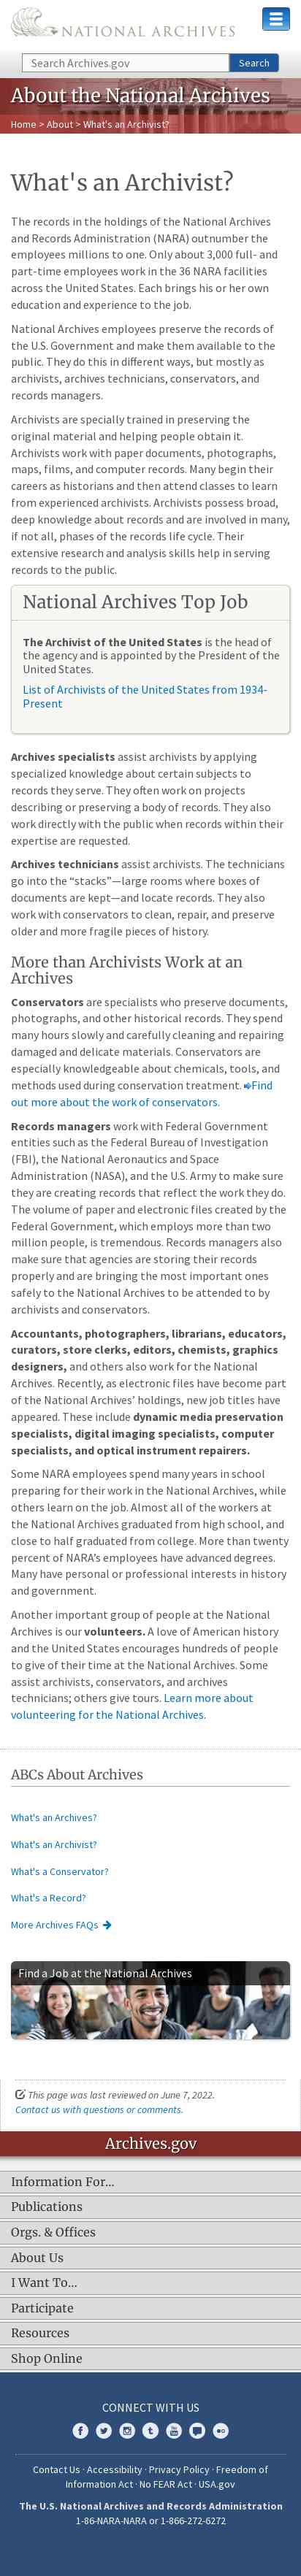 NATIONAL ARCHIVES
Search Archives.gov
Search
About the National Archives
Home > About > What's an Archivist?
What's an Archivist?
The records in the holdings of the National Archives
and Records Administration (NARA) outnumber the
employees millions to one. Only about 3,000 full- and
part-time employees work in the 36 NARA facilities
across the United States. Each brings his or her own
education and experience to the job.
National Archives employees preserve the records of
the U.S. Government and make them available to the
public. They do this in different ways, but mostly as
archivists, archives technicians, conservators, and
records managers.
Archivists are specially trained in preserving the
original material and helping people obtain it.
Archivists work with paper documents, photographs,
maps, films, and computer records. Many begin their
careers as historians and then attend classes to learn
from experienced archivists. Archivists possess broad,
deep knowledge about records and are involved in many,
if not all, phases of the records life cycle. Their
extensive research and analysis skills help in serving
records to the public.
National Archives Top Job
The Archivist of the United States is the head of
the agency and is appointed by the President of the
United States.
List of Archivists of the United States from 1934-
Present
Archives specialists assist archivists by applying
specialized knowledge about certain subjects to
records they serve. They often work on projects
describing or preserving a body of records. They also
work directly with the public when records within their
expertise are requested.
Archives technicians assist archivists. The technicians
go into the “stacks”—large rooms where boxes of
documents are kept—and locate records. They also
work with conservators to clean, repair, and preserve
older and more fragile pieces of history.
More than Archivists Work at an
Archives
Conservators are specialists who preserve documents,
photographs, and other historical records. They spend
many hours slowly and carefully cleaning and repairing
damaged or delicate materials. Conservators are
especially knowledgeable about chemicals, tools, and
methods used during conservation treatment. Find
out more about the work of conservators.
Records managers work with Federal Government
entities such as the Federal Bureau of Investigation
(FBI), the National Aeronautics and Space
Administration (NASA), and the U.S. Army to make sure
they are creating records that reflect the work they do.
The volume of paper and electronic files created by the
Federal Government, which employs more than two
million people, is tremendous. Records managers also
make sure that agencies are storing their records
properly and are bringing the most important ones
safely to the National Archives to be attended to by
archivists and conservators.
Accountants, photographers, librarians, educators,
curators, store clerks, editors, chemists, graphics
designers, and others also work for the National
Archives. Recently, as electronic files have become part
of the National Archives’ holdings, new job titles have
appeared. These include dynamic media preservation
specialists, digital imaging specialists, computer
specialists, and optical instrument repairers.
Some NARA employees spend many years in school
preparing for their work in the National Archives, while
others learn on the job. Almost all of the workers at
the National Archives graduated from high school, and
close to half graduated from college. More than twenty
percent of NARA’s employees have advanced degrees.
Many have personal or professional interests in history
and government.
Another important group of people at the National
Archives is our volunteers. A love of American history
and the United States encourages hundreds of people
to give of their time at the National Archives. Some
assist archivists, conservators, and archives
technicians; others give tours. Learn more about
volunteering for the National Archives.
ABCs About Archives
What's an Archives?
What's an Archivist?
What's a Conservator?
What's a Record?
More Archives FAQs
Find a Job at the National Archives
This page was last reviewed on June 7, 2022.
Contact us with questions or comments.
Archives.gov
Information For…
Publications
Orgs. & Offices
About Us
I Want To…
Participate
Resources
Shop Online
CONNECT WITH US
Contact Us · Accessibility · Privacy Policy · Freedom of
Information Act · No FEAR Act · USA.gov
The U.S. National Archives and Records Administration
1-86-NARA-NARA or 1-866-272-6272